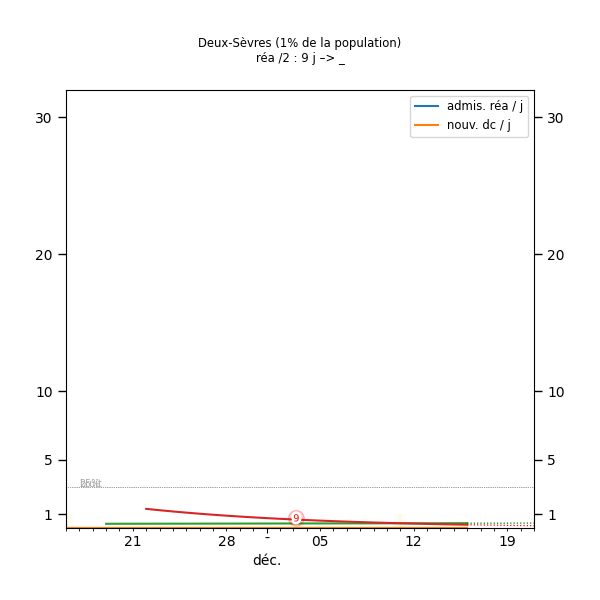 Deux-Sèvres (1% de la population)
réa /2 : 9 j –> _
admis. réa / j
nouv. dc / j
30 30
20 20
10 10
5 5
9
1 1
21 28 05 12 19
déc.